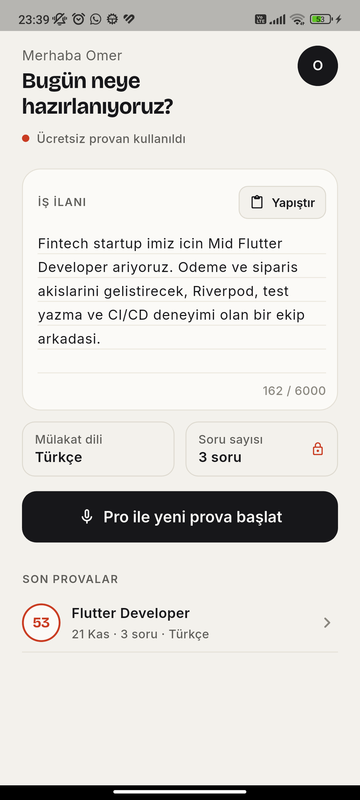 23:39
53
Merhaba Omer
O
Bugün neye
hazırlanıyoruz?
Ücretsiz provan kullanıldı
İŞ İLANI
Yapıştır
Fintech startup imiz icin Mid Flutter
Developer ariyoruz. Odeme ve siparis
akislarini gelistirecek, Riverpod, test
yazma ve CI/CD deneyimi olan bir ekip
arkadasi.
162 / 6000
Mülakat dili
Türkçe
Soru sayısı
3 soru
Pro ile yeni prova başlat
SON PROVALAR
53
Flutter Developer
21 Kas · 3 soru · Türkçe